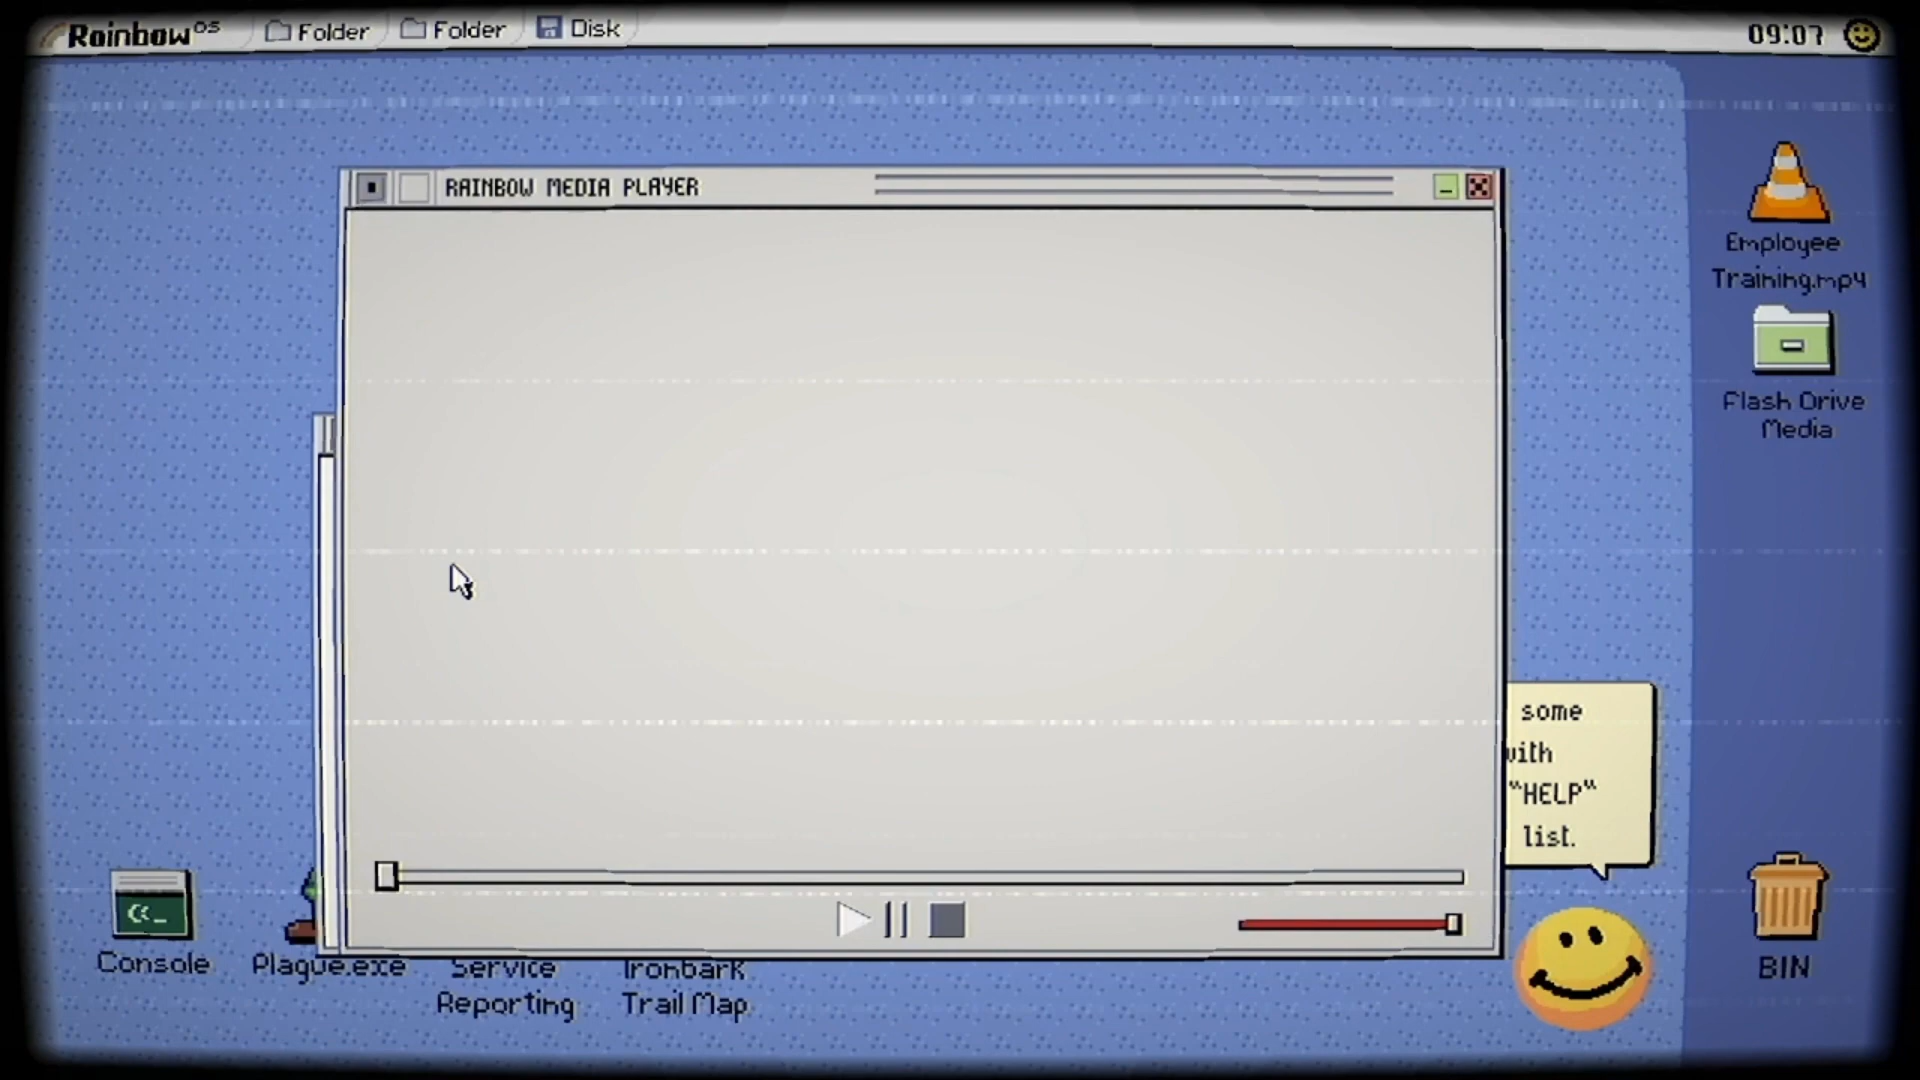 Rainbow OS
Folder
Folder
Disk
09:07
RAINBOW MEDIA PLAYER
Employee
Training.mp4
Flash Drive
Media
some
with
"HELP"
list.
Console
Plague.exe
Service
Reporting
Ironbark
Trail Map
BIN